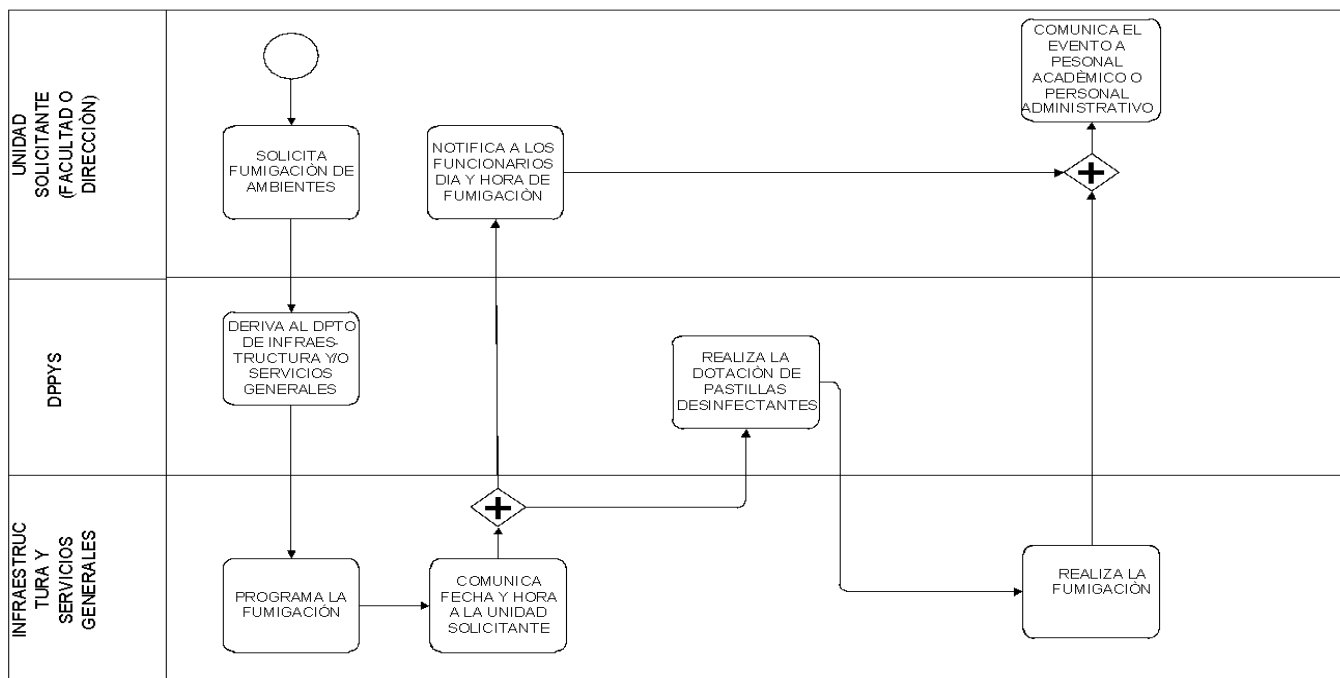 UNIDAD
SOLICITANTE
(FACULTAD O
DIRECCIÒN)
SOLICITA
FUMIGACIÒN DE
AMBIENTES
NOTIFICA A LOS
FUNCIONARIOS
DIA Y HORA DE
FUMIGACIÒN
COMUNICA EL
EVENTO A
PESONAL
ACADÈMICO O
PERSONAL
ADMINISTRATIVO
DPPYS
DERIVA AL DPTO
DE INFRAES-
TRUCTURA Y/O
SERVICIOS
GENERALES
REALIZA LA
DOTACIÒN DE
PASTILLAS
DESINFECTANTES
INFRAESTRUC
TURA Y
SERVICIOS
GENERALES
PROGRAMA LA
FUMIGACIÓN
COMUNICA
FECHA Y HORA
A LA UNIDAD
SOLICITANTE
REALIZA LA
FUMIGACIÒN